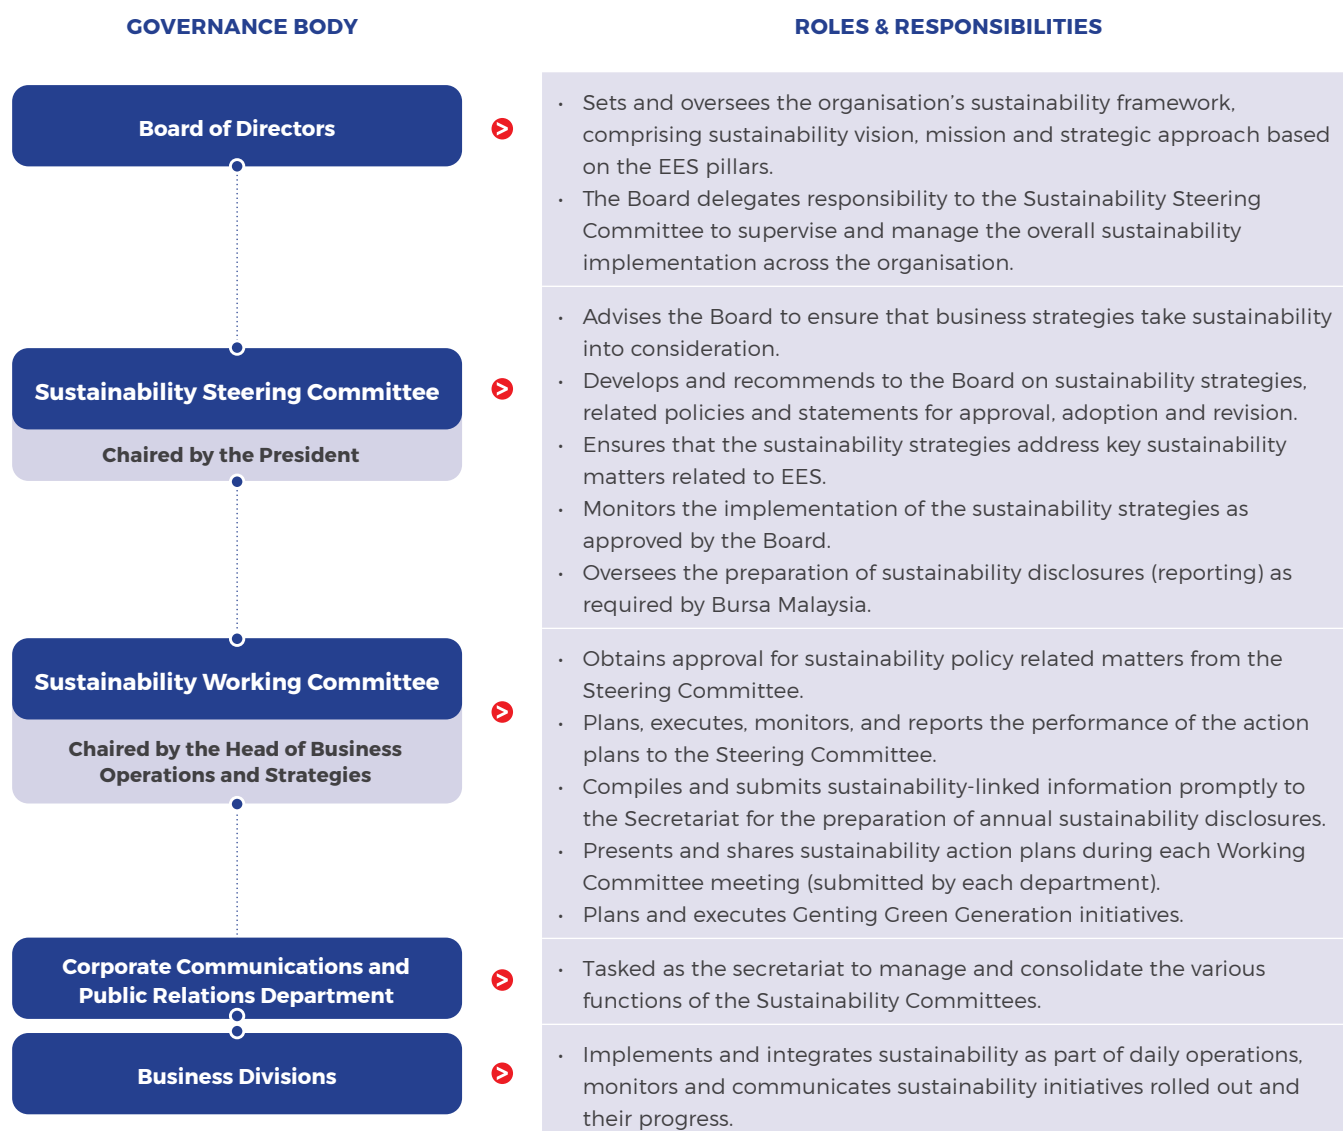 GOVERNANCE BODY
ROLES & RESPONSIBILITIES
Board of Directors
• Sets and oversees the organisation’s sustainability framework,
comprising sustainability vision, mission and strategic approach based
on the EES pillars.
• The Board delegates responsibility to the Sustainability Steering
Committee to supervise and manage the overall sustainability
implementation across the organisation.
Sustainability Steering Committee
Chaired by the President
• Advises the Board to ensure that business strategies take sustainability
into consideration.
• Develops and recommends to the Board on sustainability strategies,
related policies and statements for approval, adoption and revision.
• Ensures that the sustainability strategies address key sustainability
matters related to EES.
• Monitors the implementation of the sustainability strategies as
approved by the Board.
• Oversees the preparation of sustainability disclosures (reporting) as
required by Bursa Malaysia.
Sustainability Working Committee
Chaired by the Head of Business
Operations and Strategies
• Obtains approval for sustainability policy related matters from the
Steering Committee.
• Plans, executes, monitors, and reports the performance of the action
plans to the Steering Committee.
• Compiles and submits sustainability-linked information promptly to
the Secretariat for the preparation of annual sustainability disclosures.
• Presents and shares sustainability action plans during each Working
Committee meeting (submitted by each department).
• Plans and executes Genting Green Generation initiatives.
Corporate Communications and
Public Relations Department
• Tasked as the secretariat to manage and consolidate the various
functions of the Sustainability Committees.
Business Divisions
• Implements and integrates sustainability as part of daily operations,
monitors and communicates sustainability initiatives rolled out and
their progress.